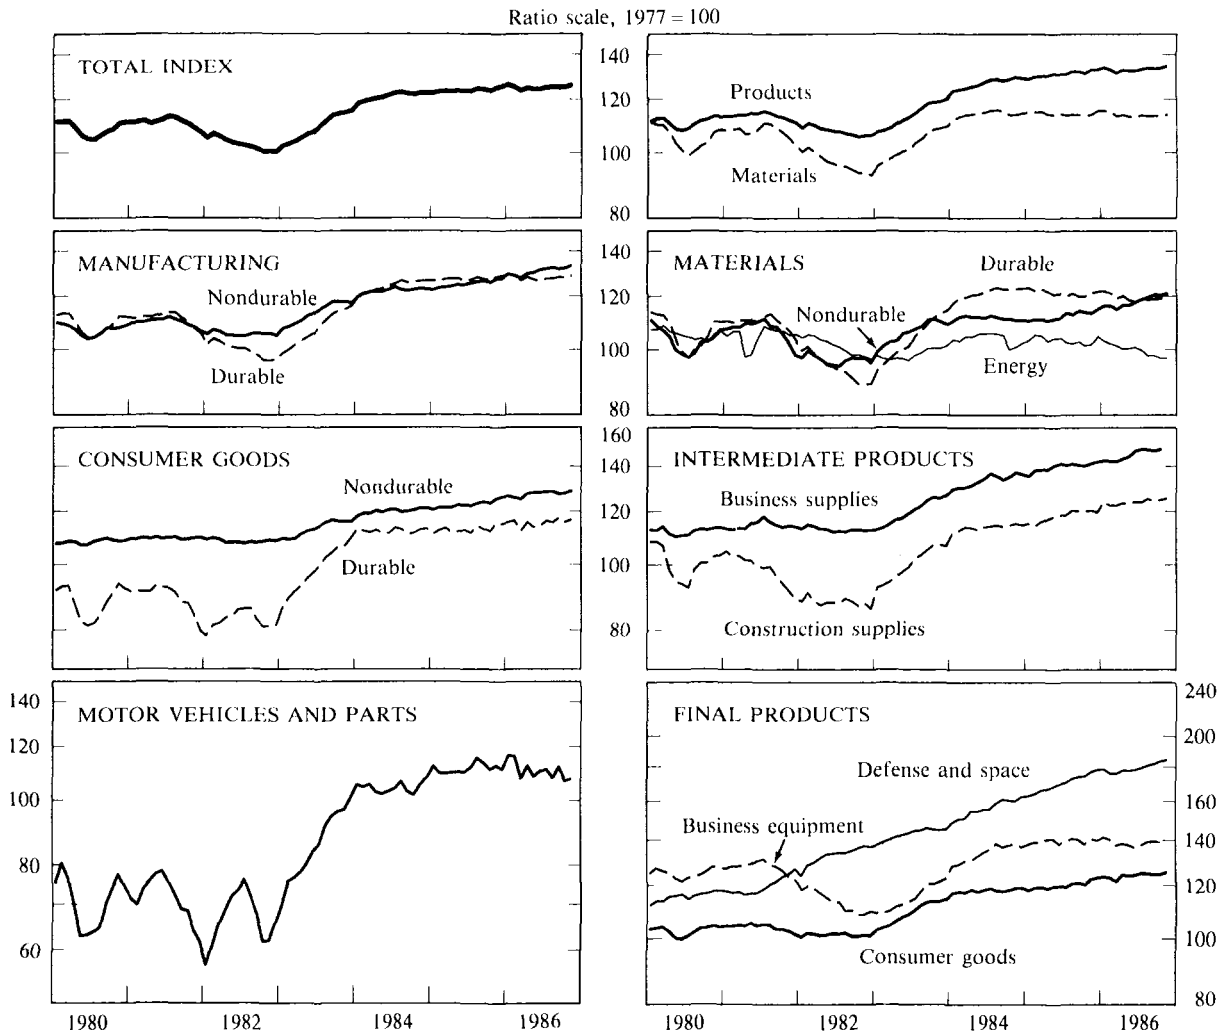 Ratio scale, 1977 = 100
TOTAL INDEX
140
120
100
80
Products
Materials
MANUFACTURING
Nondurable
Durable
140
120
100
80
MATERIALS
Durable
Nondurable
Energy
CONSUMER GOODS
Nondurable
Durable
160
140
120
100
80
INTERMEDIATE PRODUCTS
Business supplies
Construction supplies
140
120
100
80
60
MOTOR VEHICLES AND PARTS
FINAL PRODUCTS
Defense and space
Business equipment
Consumer goods
240
200
160
140
120
100
80
1980 1982 1984 1986
1980 1982 1984 1986